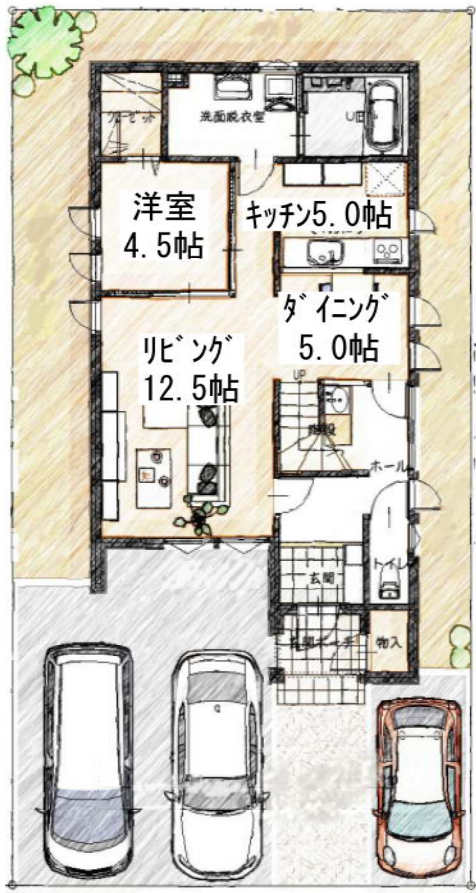 クローゼット
洗面脱衣室
UB
洋室
4.5帖
キッチン5.0帖
ダイニング
5.0帖
リビング
12.5帖
UP
階段
ホール
トイレ
玄関
玄関ポーチ
物入